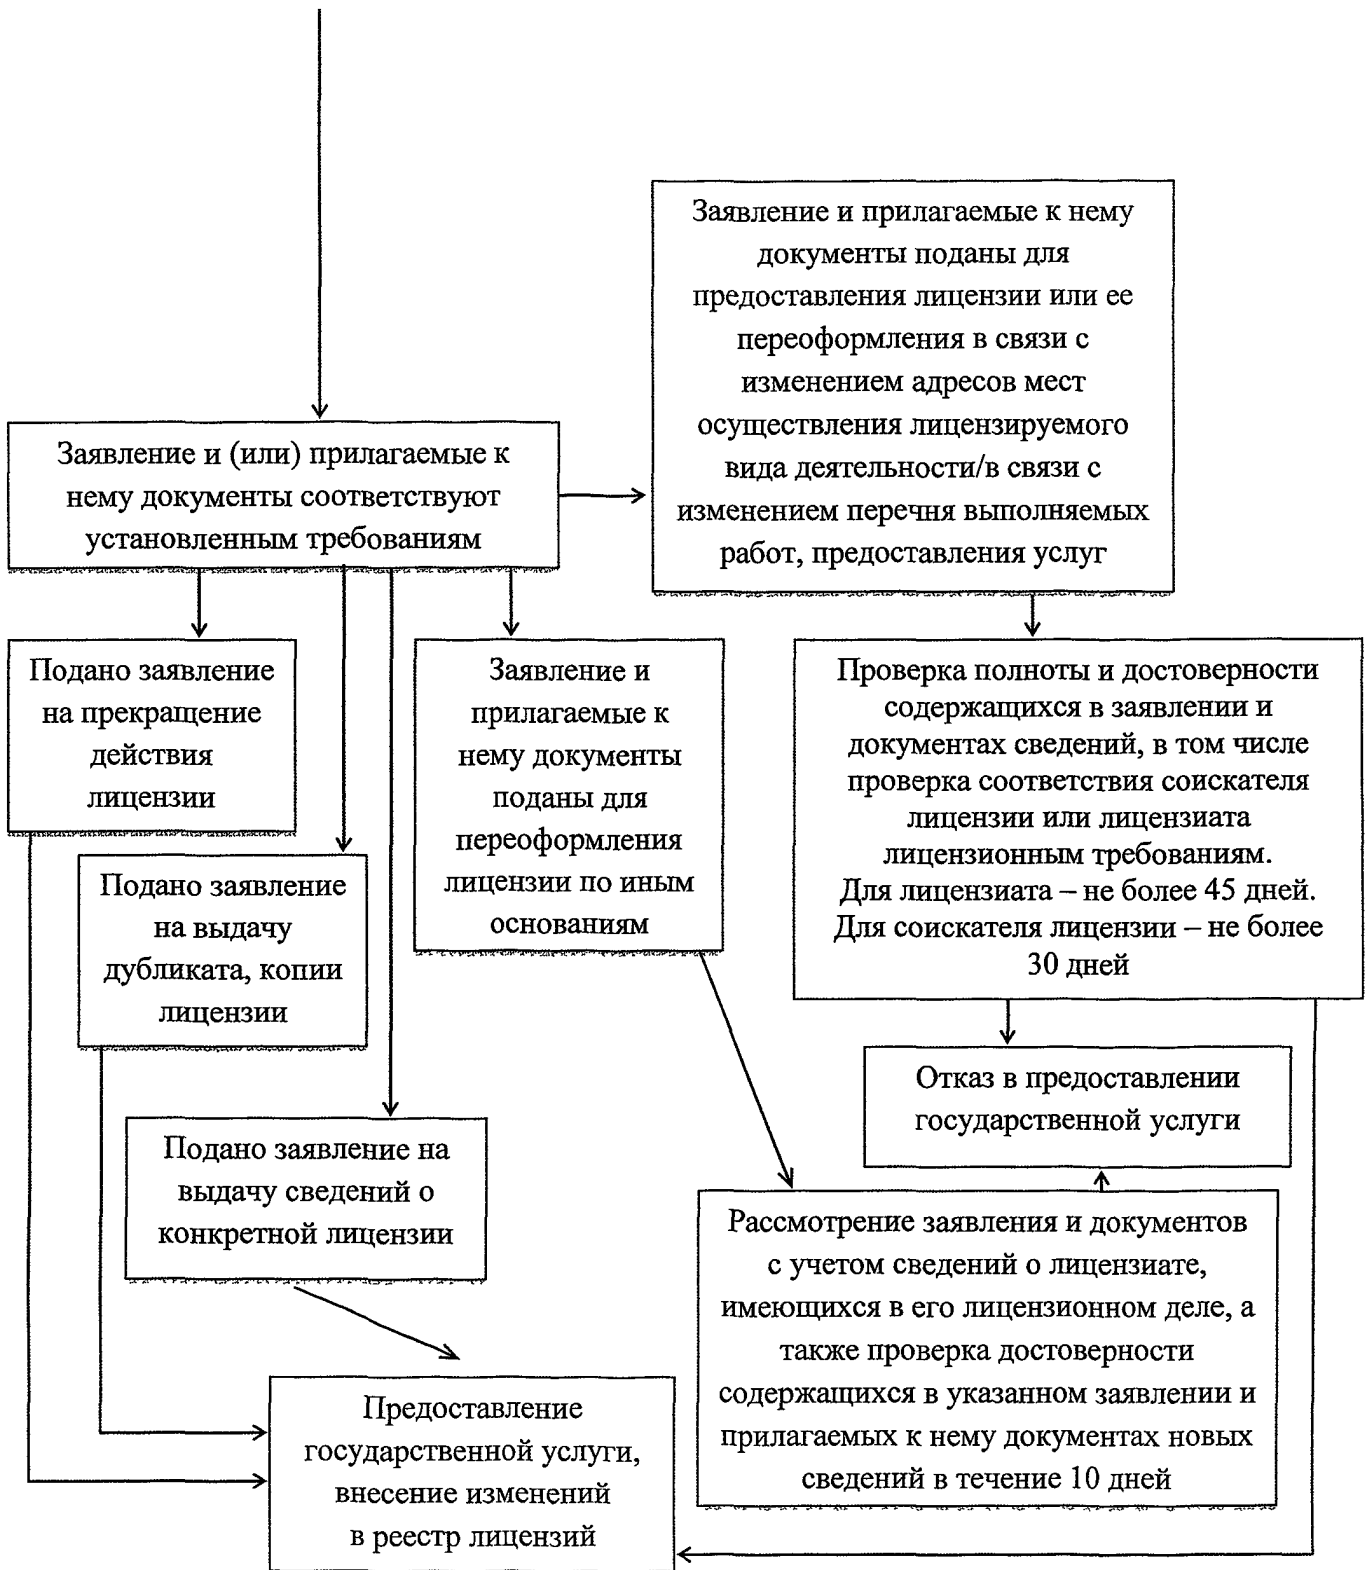 Заявление и прилагаемые к нему
документы поданы для
предоставления лицензии или ее
переоформления в связи с
изменением адресов мест
осуществления лицензируемого
вида деятельности/в связи с
изменением перечня выполняемых
работ, предоставления услуг
Заявление и (или) прилагаемые к
нему документы соответствуют
установленным требованиям
Подано заявление
на прекращение
действия
лицензии
Заявление и
прилагаемые к
нему документы
поданы для
переоформления
лицензии по иным
основаниям
Проверка полноты и достоверности
содержащихся в заявлении и
документах сведений, в том числе
проверка соответствия соискателя
лицензии или лицензиата
лицензионным требованиям.
Для лицензиата – не более 45 дней.
Для соискателя лицензии – не более
30 дней
Подано заявление
на выдачу
дубликата, копии
лицензии
Отказ в предоставлении
государственной услуги
Подано заявление на
выдачу сведений о
конкретной лицензии
Рассмотрение заявления и документов
с учетом сведений о лицензиате,
имеющихся в его лицензионном деле, а
также проверка достоверности
содержащихся в указанном заявлении и
прилагаемых к нему документах новых
сведений в течение 10 дней
Предоставление
государственной услуги,
внесение изменений
в реестр лицензий